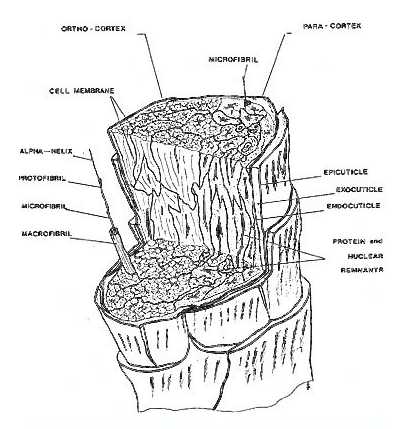 ORTHO-CORTEX
PARA-CORTEX
MICROFIBRIL
CELL MEMBRANE
ALPHA-HELIX
PROTOFIBRIL
MICROFIBRIL
MACROFIBRIL
EPICUTICLE
EXOCUTICLE
ENDOCUTICLE
PROTEIN and
NUCLEAR
REMNANTS